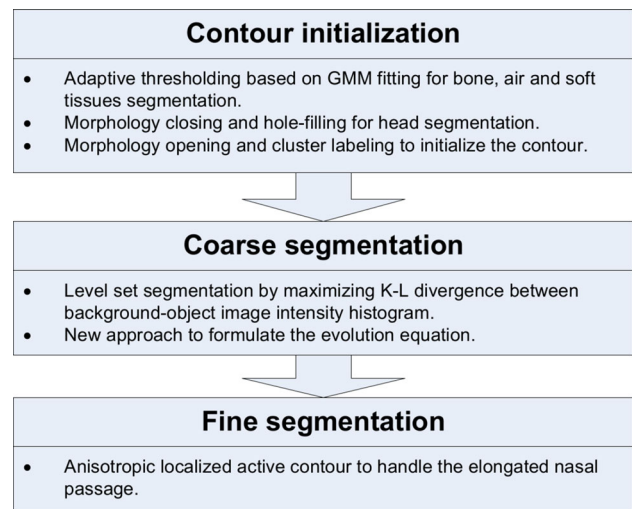 Contour initialization
• Adaptive thresholding based on GMM fitting for bone, air and soft
tissues segmentation.
• Morphology closing and hole-filling for head segmentation.
• Morphology opening and cluster labeling to initialize the contour.
Coarse segmentation
• Level set segmentation by maximizing K-L divergence between
background-object image intensity histogram.
• New approach to formulate the evolution equation.
Fine segmentation
• Anisotropic localized active contour to handle the elongated nasal
passage.